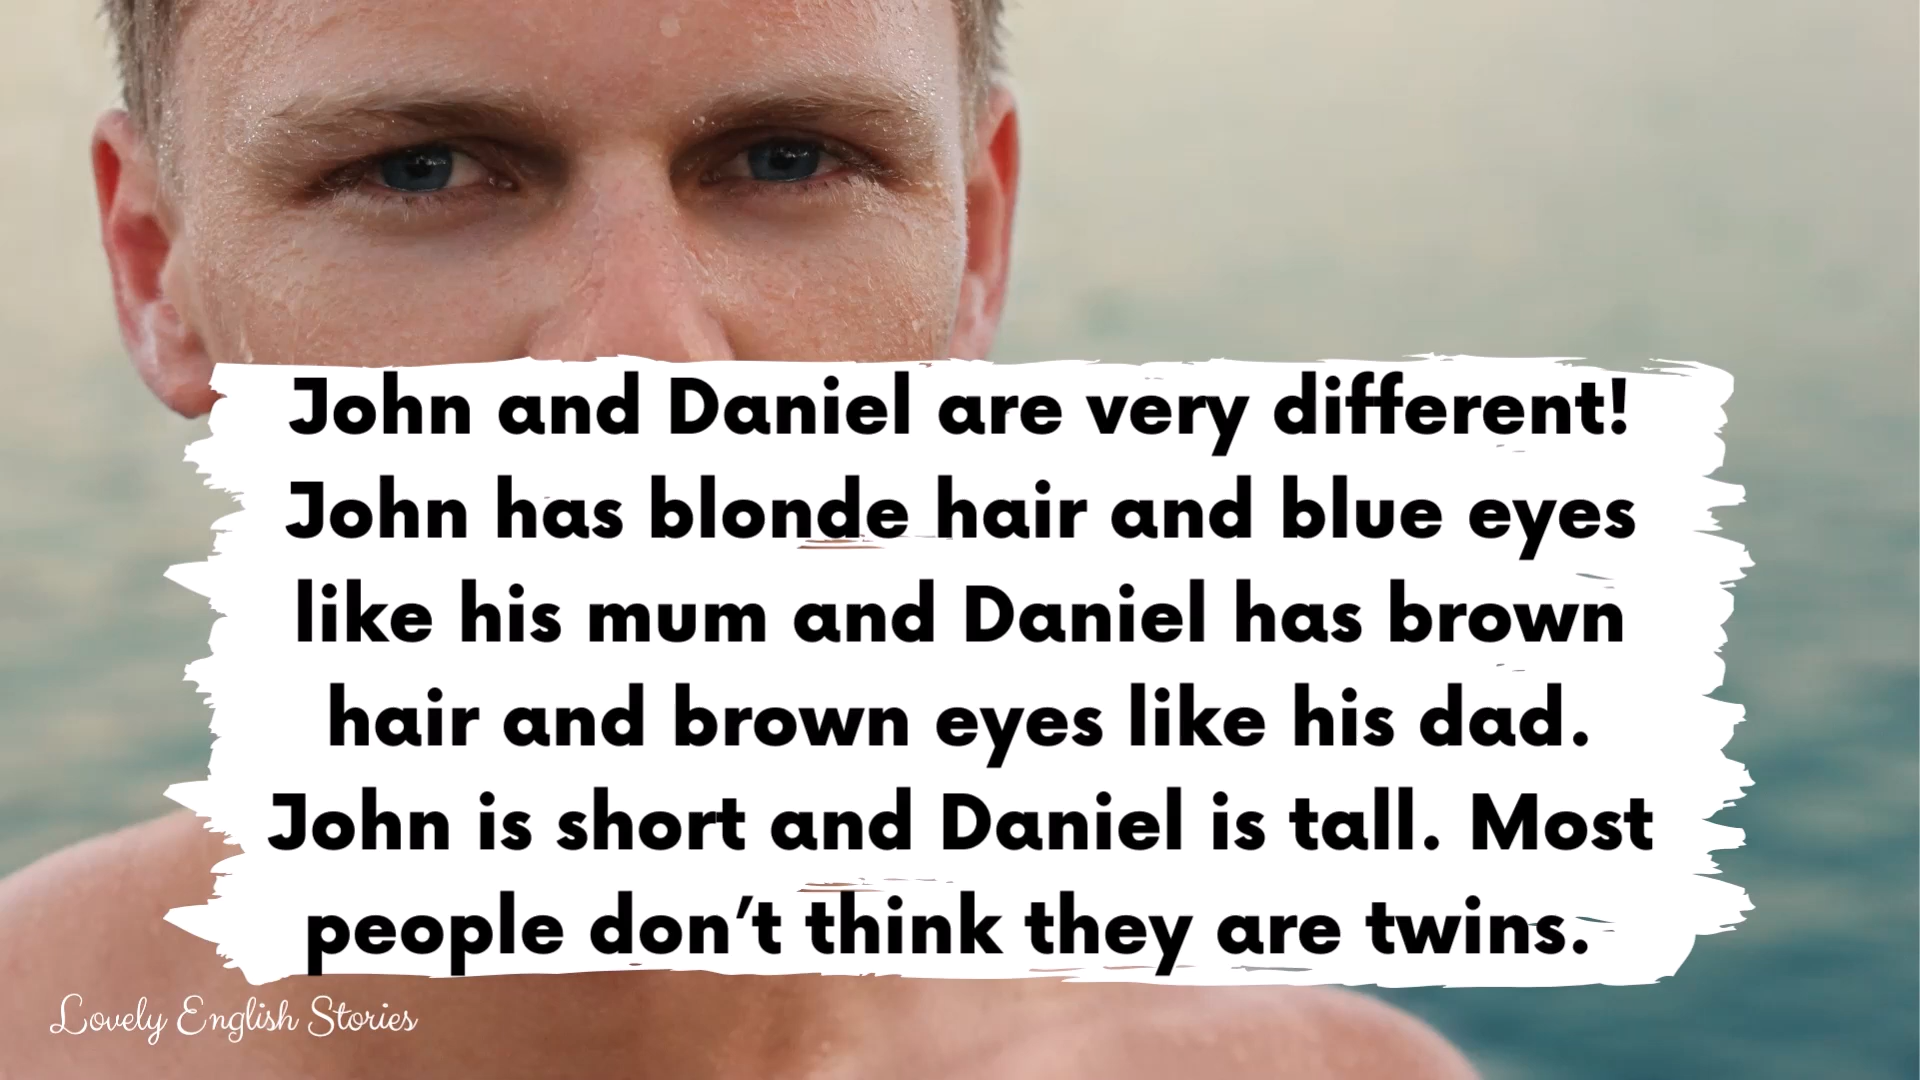 John and Daniel are very different!
John has blonde hair and blue eyes
like his mum and Daniel has brown
hair and brown eyes like his dad.
John is short and Daniel is tall. Most
people don’t think they are twins.
Lovely English Stories